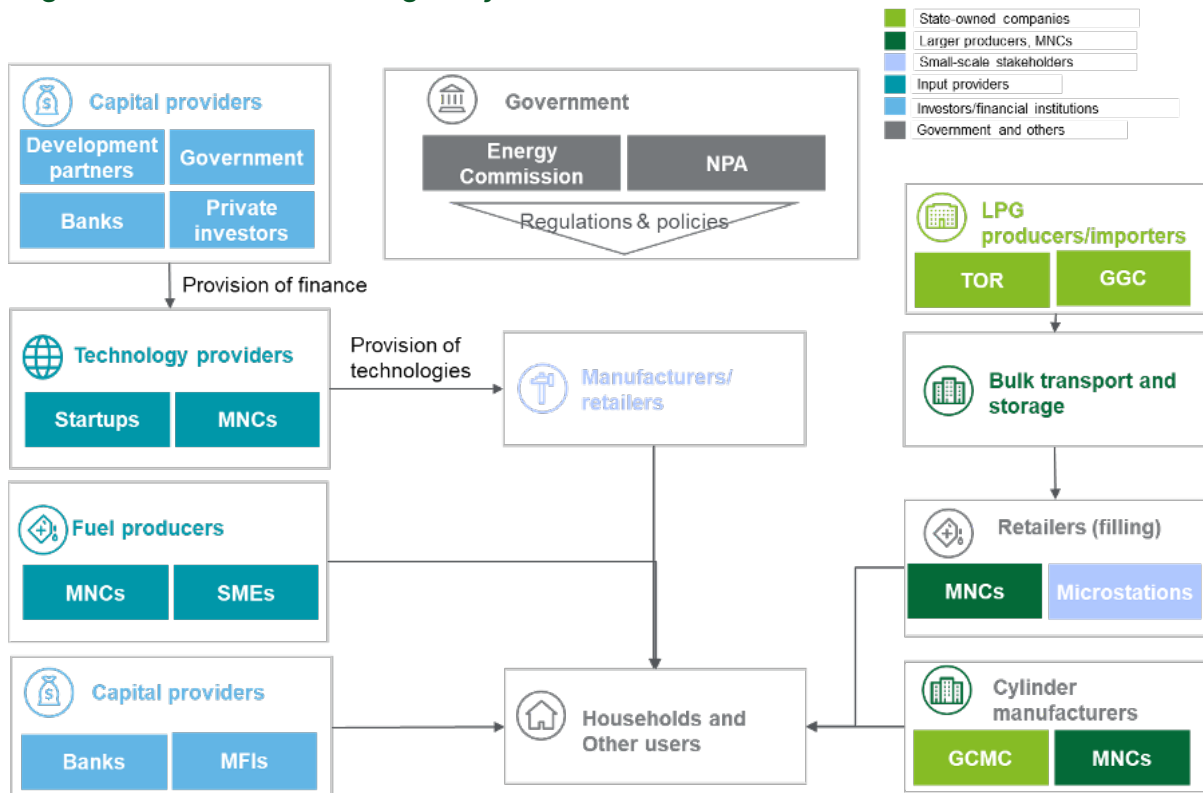 State-owned companies
Larger producers, MNCs
Small-scale stakeholders
Input providers
Investors/financial institutions
Government and others
Capital providers
Development
partners
Government
Banks
Private
investors
Government
Energy
Commission
NPA
Regulations & policies
LPG
producers/importers
TOR
GGC
Provision of finance
Technology providers
Startups
MNCs
Provision of
technologies
Manufacturers/
retailers
Bulk transport and
storage
Fuel producers
MNCs
SMEs
Retailers (filling)
MNCs
Microstations
Capital providers
Banks
MFIs
Households and
Other users
Cylinder
manufacturers
GCMC
MNCs